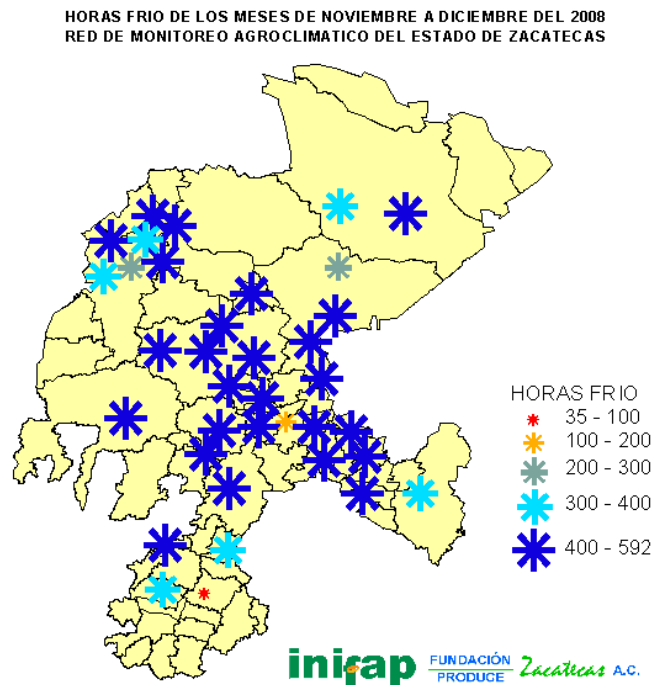 HORAS FRIO DE LOS MESES DE NOVIEMBRE A DICIEMBRE DEL 2008
RED DE MONITOREO AGROCLIMATICO DEL ESTADO DE ZACATECAS
HORAS FRIO
35 - 100
100 - 200
200 - 300
300 - 400
400 - 592
inifap
FUNDACIÓN
PRODUCE
Zacatecas A.C.